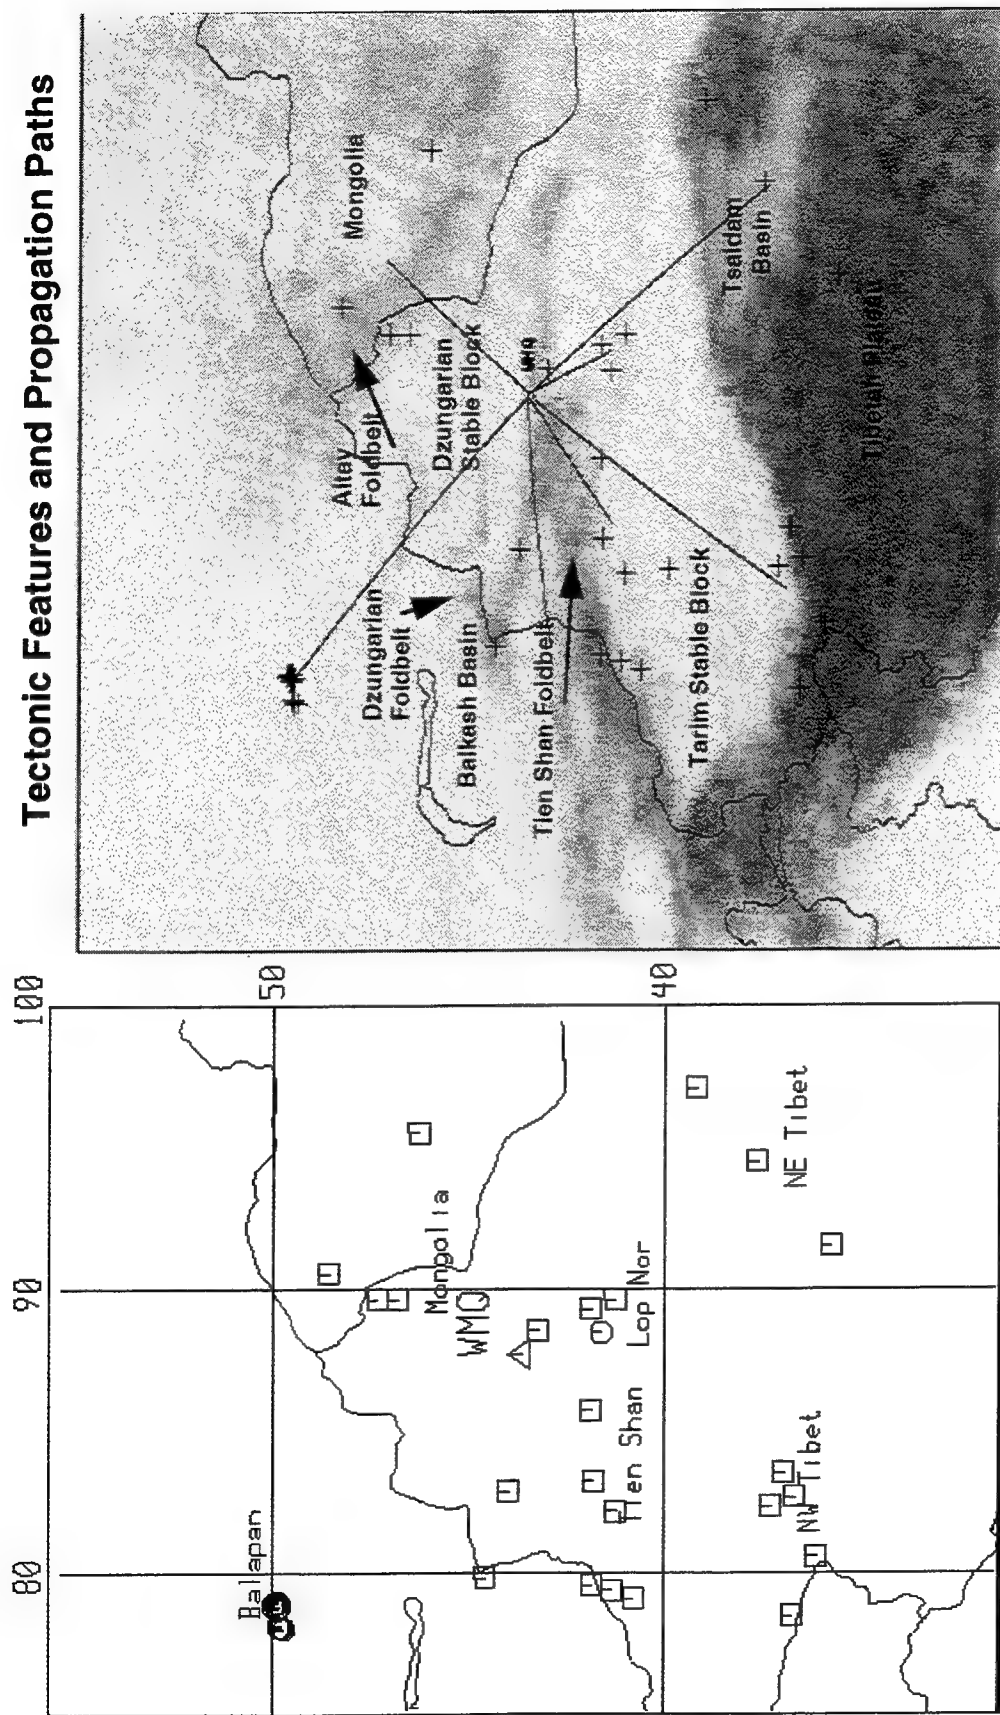 Tectonic Features and Propagation Paths
80
90
100
50
40
Balapan
Mongolia
WMQ
Lop Nor
Tien Shan
NW Tibet
NE Tibet
Mongolia
Altay
Foldbelt
Dzungarian
Foldbelt
Dzungarian
Stable Block
Balkash Basin
WMQ
Tien Shan Foldbelt
Tarim Stable Block
Tsaidam
Basin
Tibetan Plateau